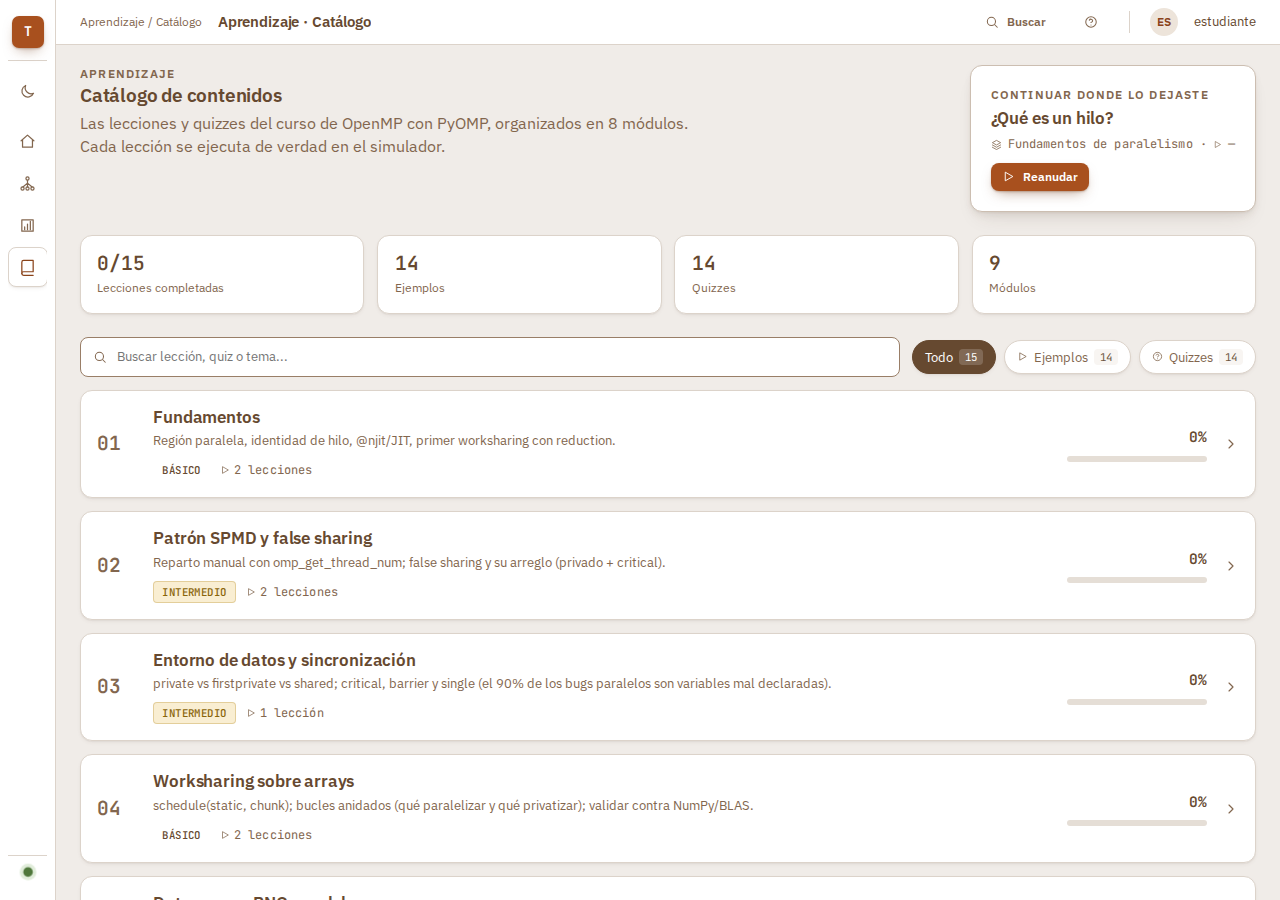 T
Aprendizaje / Catálogo
Aprendizaje · Catálogo
Buscar
ES
estudiante
APRENDIZAJE
Catálogo de contenidos
Las lecciones y quizzes del curso de OpenMP con PyOMP, organizados en 8 módulos.
Cada lección se ejecuta de verdad en el simulador.
CONTINUAR DONDE LO DEJASTE
¿Qué es un hilo?
Fundamentos de paralelismo · ▷ —
Reanudar
0/15
Lecciones completadas
14
Ejemplos
14
Quizzes
9
Módulos
Buscar lección, quiz o tema...
Todo 15
Ejemplos 14
Quizzes 14
01
Fundamentos
Región paralela, identidad de hilo, @njit/JIT, primer worksharing con reduction.
BÁSICO
2 lecciones
0%
02
Patrón SPMD y false sharing
Reparto manual con omp_get_thread_num; false sharing y su arreglo (privado + critical).
INTERMEDIO
2 lecciones
0%
03
Entorno de datos y sincronización
private vs firstprivate vs shared; critical, barrier y single (el 90% de los bugs paralelos son variables mal declaradas).
INTERMEDIO
1 lección
0%
04
Worksharing sobre arrays
schedule(static, chunk); bucles anidados (qué paralelizar y qué privatizar); validar contra NumPy/BLAS.
BÁSICO
2 lecciones
0%